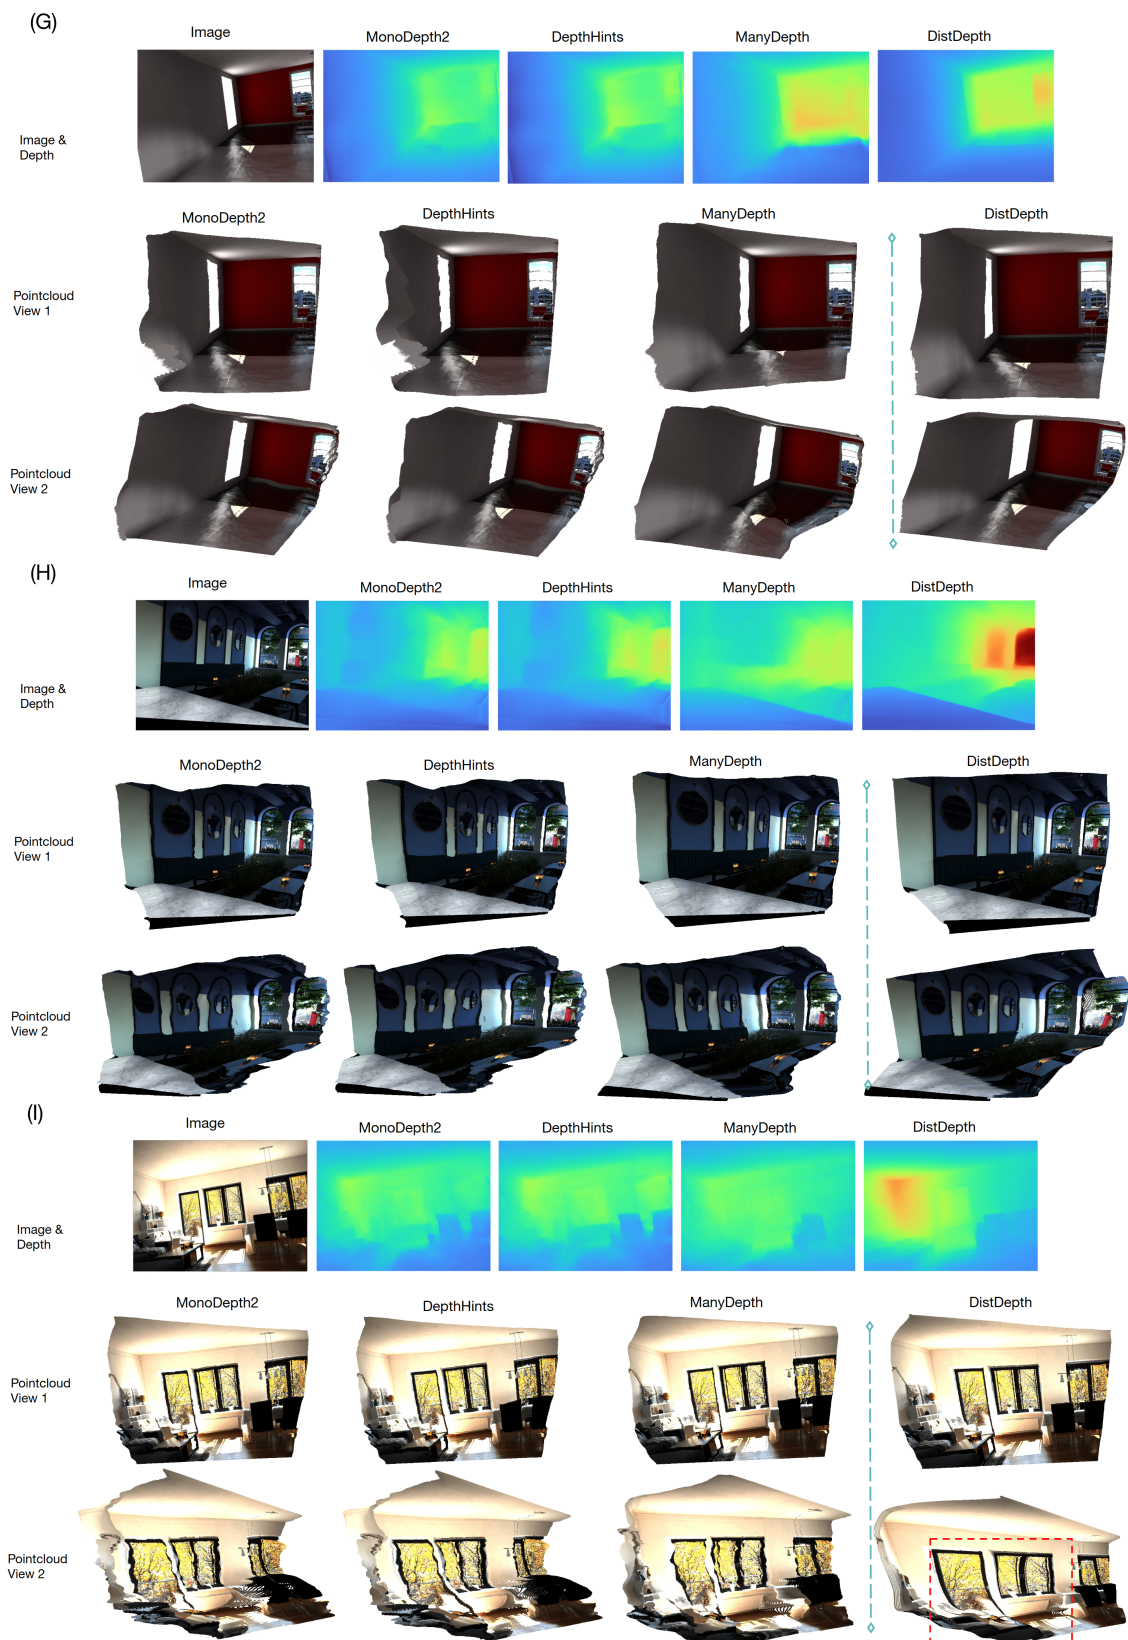 (G)
Image
MonoDepth2
DepthHints
ManyDepth
DistDepth
Image &
Depth
MonoDepth2
DepthHints
ManyDepth
DistDepth
Pointcloud
View 1
Pointcloud
View 2
(H)
Image
MonoDepth2
DepthHints
ManyDepth
DistDepth
Image &
Depth
MonoDepth2
DepthHints
ManyDepth
DistDepth
Pointcloud
View 1
Pointcloud
View 2
(I)
Image
MonoDepth2
DepthHints
ManyDepth
DistDepth
Image &
Depth
MonoDepth2
DepthHints
ManyDepth
DistDepth
Pointcloud
View 1
Pointcloud
View 2